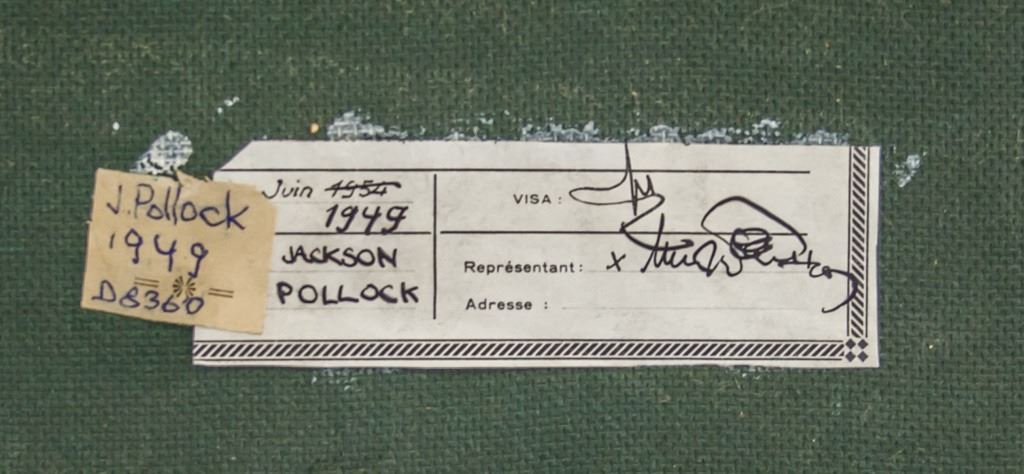 J. Pollock
1949
D8360
Juin 1954
1949
JACKSON
POLLOCK
VISA :
Représentant: x
Adresse :